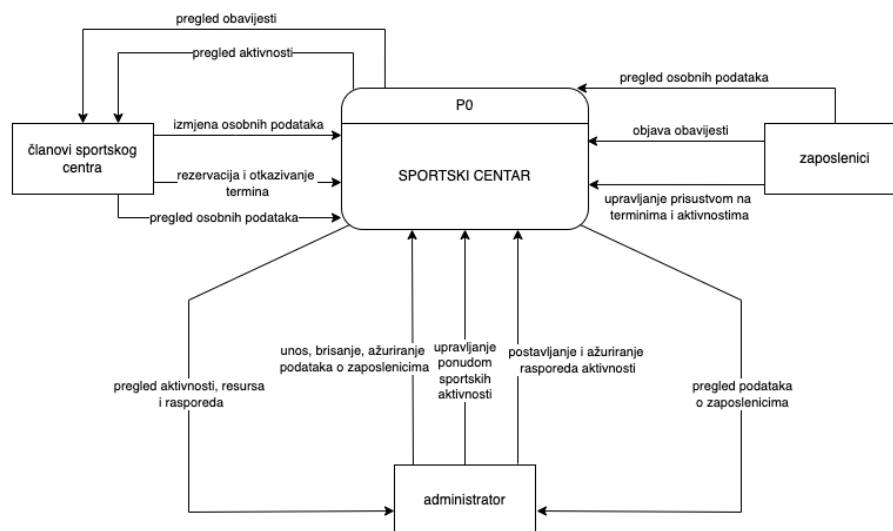 pregled obavijesti
pregled aktivnosti
pregled osobnih podataka
P0
članovi sportskog
centra
izmjena osobnih podataka
objava obavijesti
zaposlenici
SPORTSKI CENTAR
rezervacija i otkazivanje
termina
upravljanje prisustvom na
terminima i aktivnostima
pregled osobnih podataka
unos, brisanje, ažuriranje
podataka o zaposlenicima
upravljanje
ponudom
sportskih
aktivnosti
postavljanje i ažuriranje
rasporeda aktivnosti
pregled aktivnosti, resursa
i rasporeda
pregled podataka
o zaposlenicima
administrator